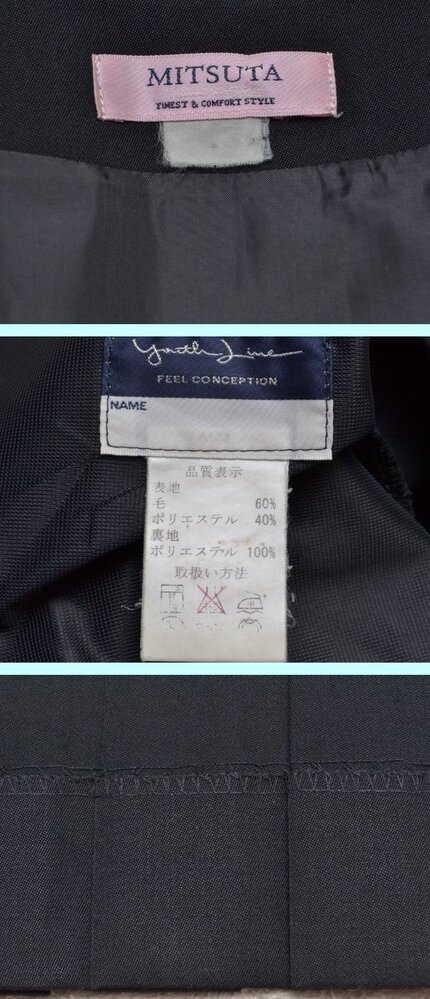 MITSUTA
FINEST & COMFORT STYLE
Youth Line
FEEL CONCEPTION
NAME
品質表示
表地
毛 60%
ポリエステル 40%
裏地
ポリエステル 100%
取扱い方法